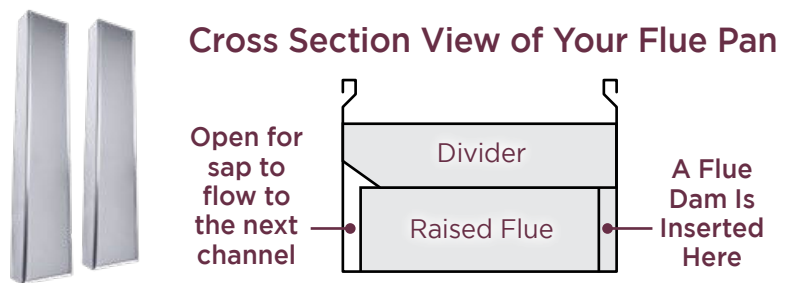 Cross Section View of Your Flue Pan
Open for
sap to
flow to
the next
channel
Divider
Raised Flue
A Flue
Dam Is
Inserted
Here